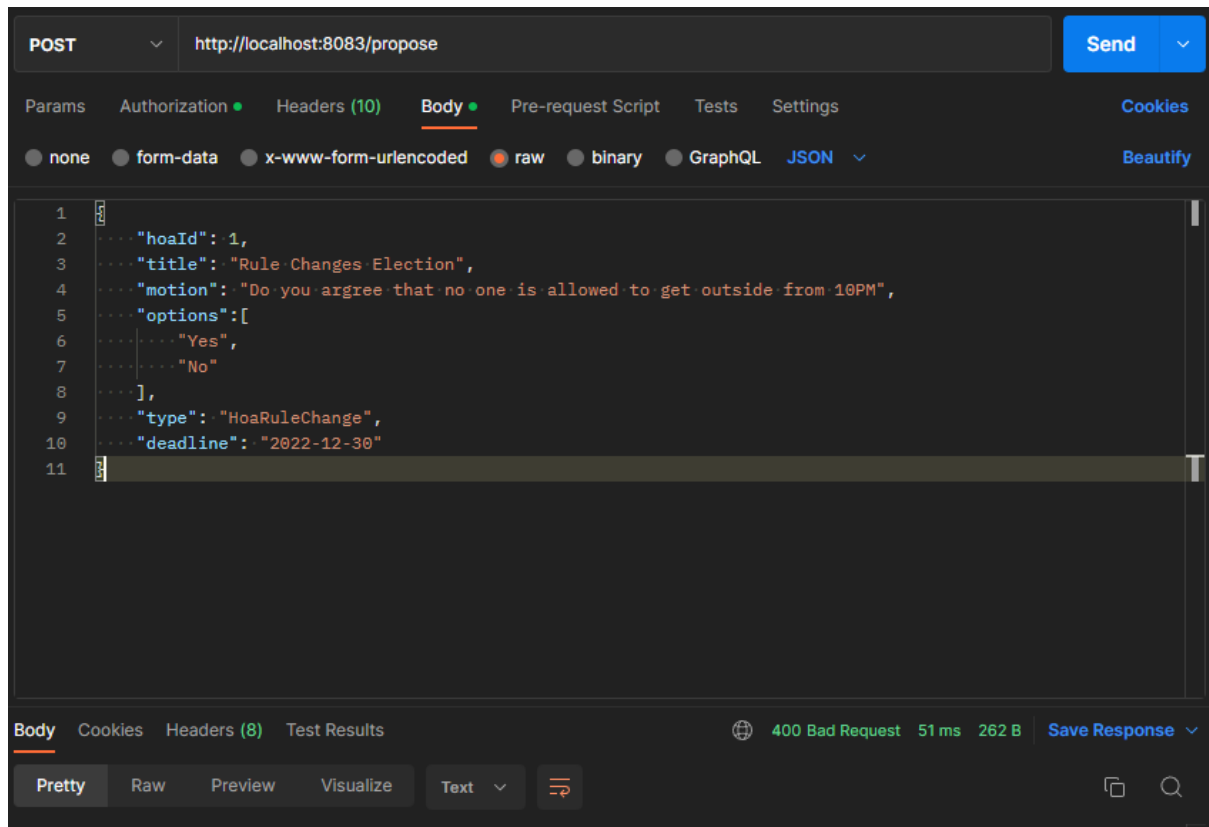 POST http://localhost:8083/propose Send
Params Authorization Headers (10) Body Pre-request Script Tests Settings Cookies
none form-data x-www-form-urlencoded raw binary GraphQL JSON Beautify
1 {
2 "hoaId": 1,
3 "title": "Rule Changes Election",
4 "motion": "Do you argree that no one is allowed to get outside from 10PM",
5 "options":[
6 "Yes",
7 "No"
8 ],
9 "type": "HoaRuleChange",
10 "deadline": "2022-12-30"
11 }
Body Cookies Headers (8) Test Results 400 Bad Request 51 ms 262 B Save Response
Pretty Raw Preview Visualize Text